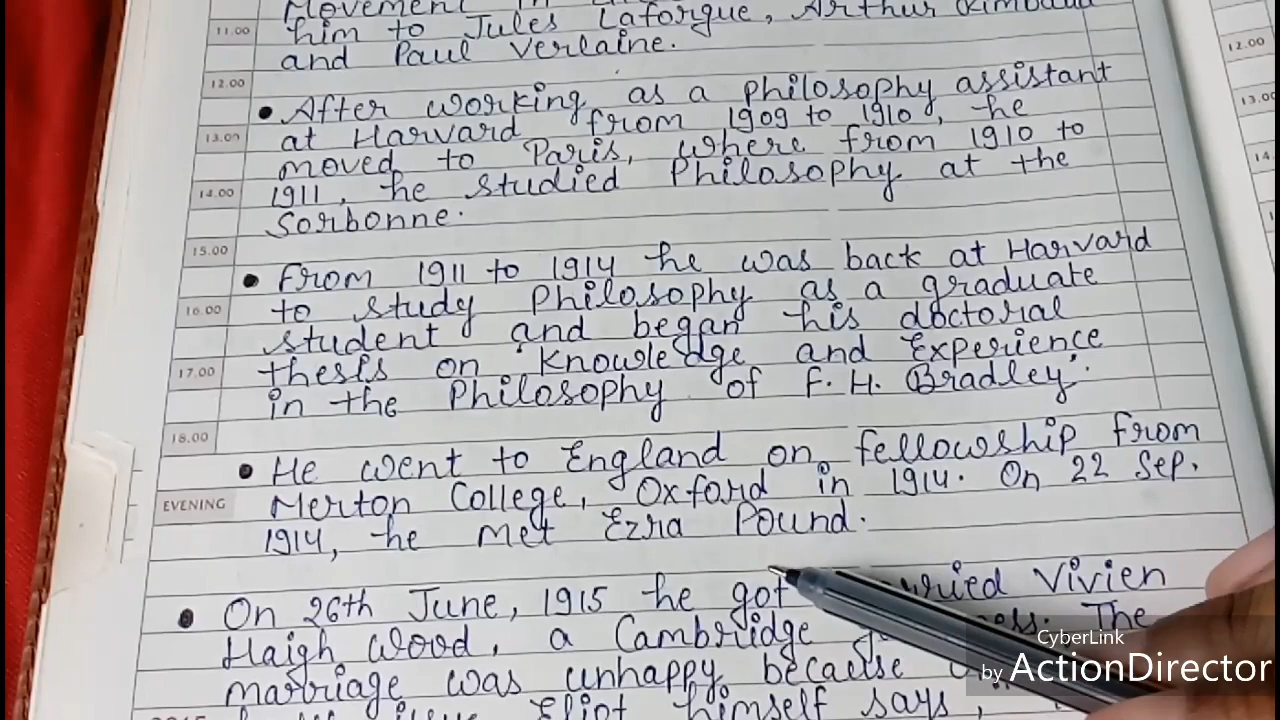 Movement in
11.00 him to Jules Laforgue, Arthur Rimbaud
and Paul Verlaine.
12.00
• After working as a philosophy assistant
13.00 at Harvard from 1909 to 1910, he
moved to Paris, where from 1910 to
14.00 1911, he studied Philosophy at the
Sorbonne.
15.00
• From 1911 to 1914 he was back at Harvard
16.00 to study Philosophy as a graduate
student and began his doctorial
17.00 thesis on 'Knowledge and Experience
in the Philosophy of F. H. Bradley'.
18.00
• He went to England on fellowship from
EVENING Merton College, Oxford in 1914. On 22 Sep.
1914, he met Ezra Pound.
• On 26th June, 1915 he got married Vivien
Haigh Wood, a Cambridge The
marriage was unhappy because
Eliot himself says,
12.00
13.00
14.
CyberLink
by ActionDirector